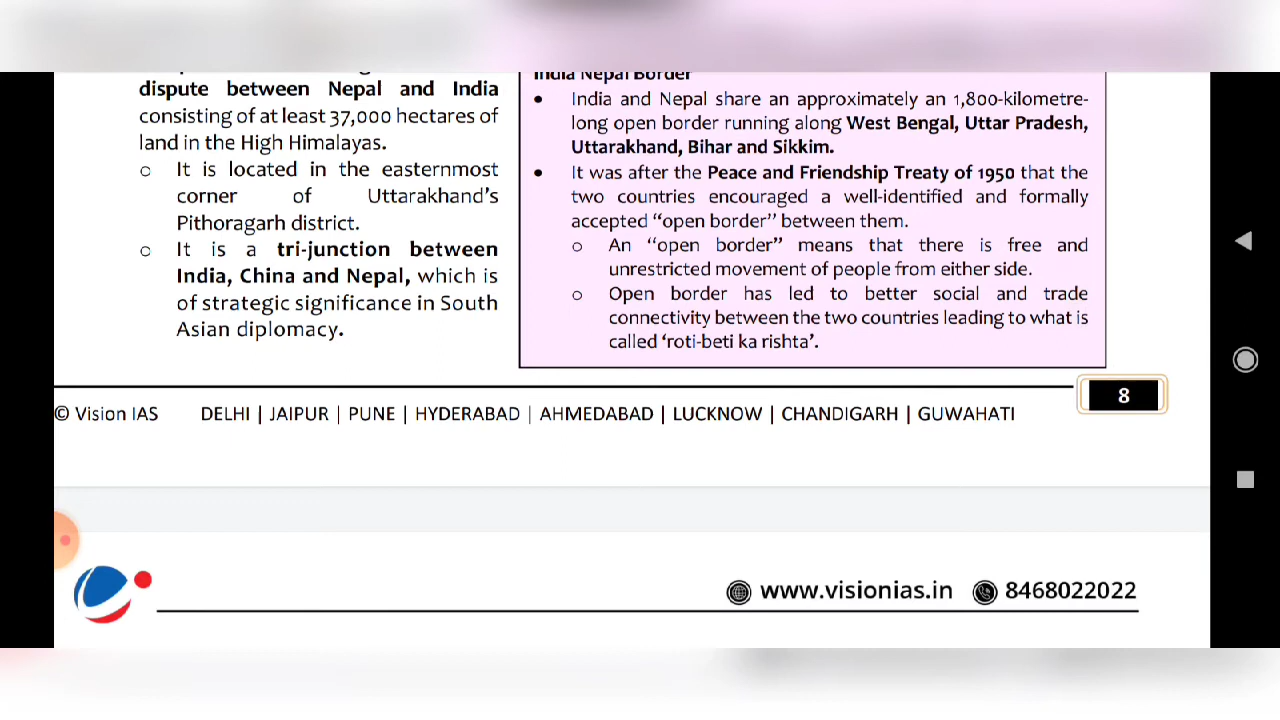 dispute between Nepal and India
consisting of at least 37,000 hectares of
land in the High Himalayas.
o It is located in the easternmost
corner of Uttarakhand's
Pithoragarh district.
o It is a tri-junction between
India, China and Nepal, which is
of strategic significance in South
Asian diplomacy.
India Nepal Border
• India and Nepal share an approximately an 1,800-kilometre-
long open border running along West Bengal, Uttar Pradesh,
Uttarakhand, Bihar and Sikkim.
• It was after the Peace and Friendship Treaty of 1950 that the
two countries encouraged a well-identified and formally
accepted “open border” between them.
o An “open border” means that there is free and
unrestricted movement of people from either side.
o Open border has led to better social and trade
connectivity between the two countries leading to what is
called ‘roti-beti ka rishta’.
8
© Vision IAS DELHI | JAIPUR | PUNE | HYDERABAD | AHMEDABAD | LUCKNOW | CHANDIGARH | GUWAHATI
www.visionias.in 8468022022